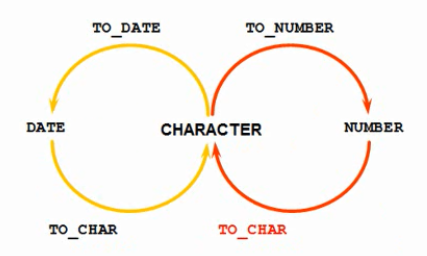 TO_DATE TO_NUMBER
DATE CHARACTER NUMBER
TO_CHAR TO_CHAR